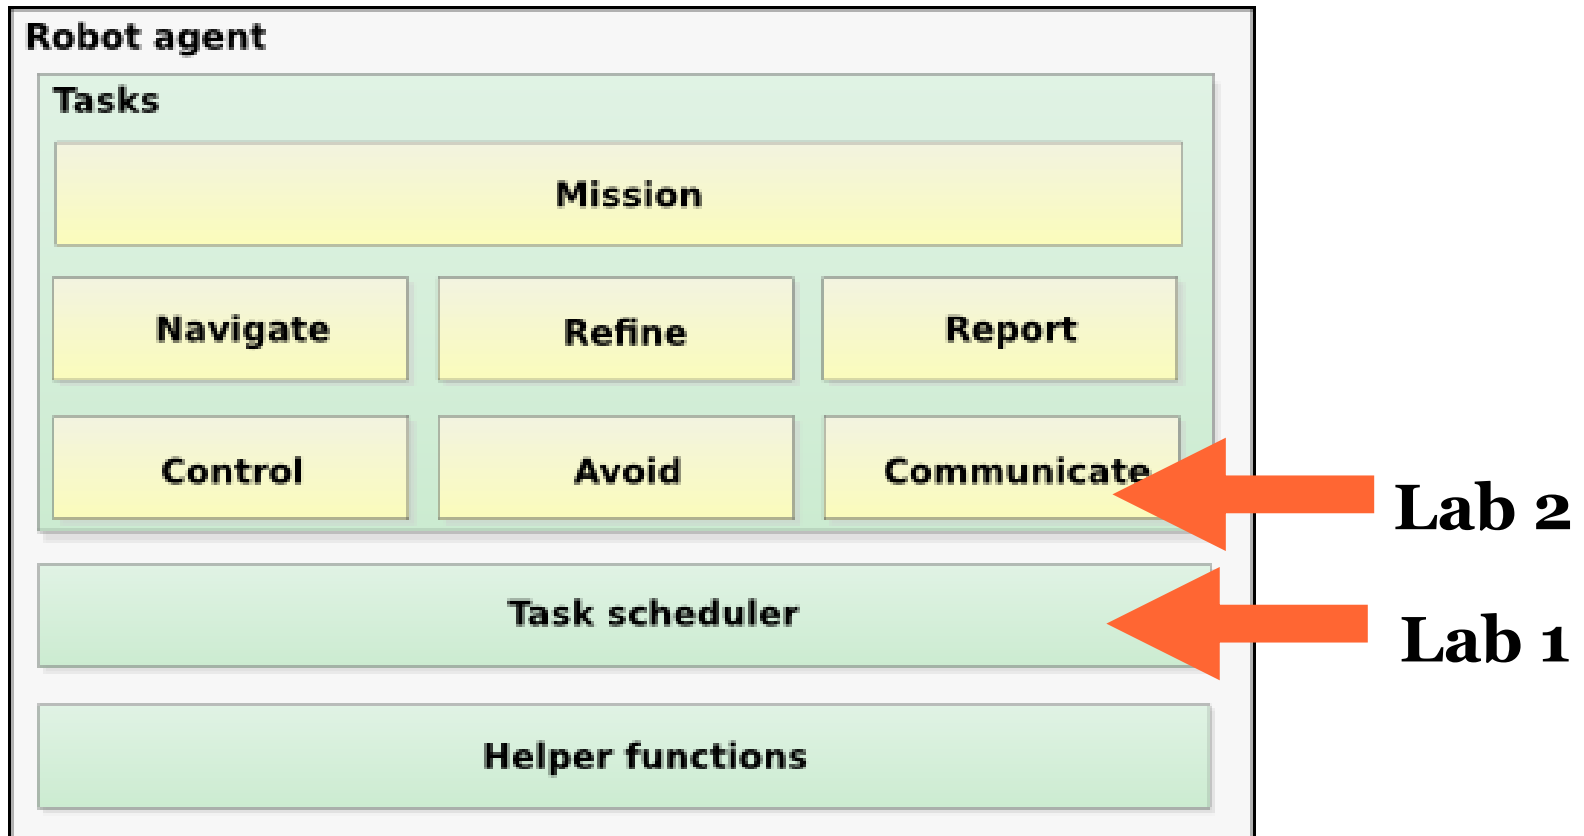 Robot agent
Tasks
Mission
Navigate
Refine
Report
Control
Avoid
Communicate
Lab 2
Task scheduler
Lab 1
Helper functions